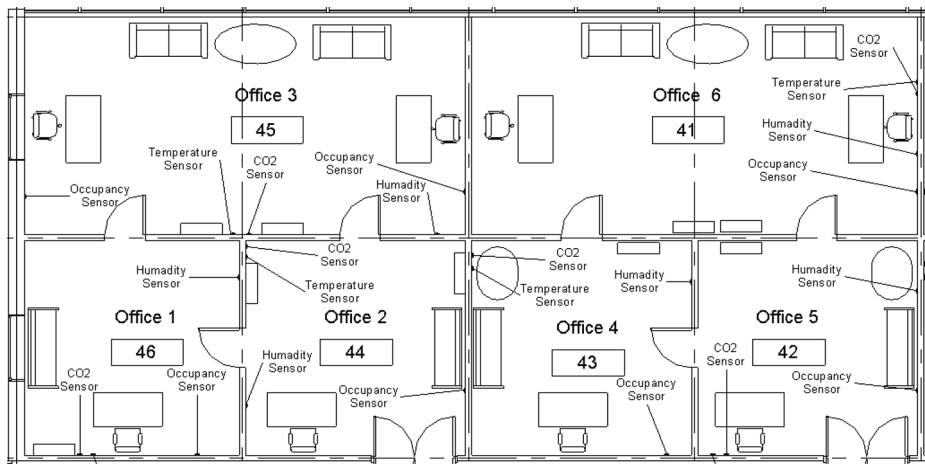 CO2
Sensor
Temperature
Sensor
Office 3
Office 6
45
41
Humadity
Sensor
Temperature
Sensor
CO2
Sensor
Occupancy
Sensor
Occupancy
Sensor
Humadity
Sensor
Occupancy
Sensor
CO2
Sensor
CO2
Sensor
Humadity
Sensor
Temperature
Sensor
Temperature
Sensor
Humadity
Sensor
Humadity
Sensor
Office 1
Office 2
Office 4
Office 5
46
44
43
42
Humadity
Sensor
CO2
Sensor
CO2
Sensor
Occupancy
Sensor
Occupancy
Sensor
Occupancy
Sensor
Occupancy
Sensor